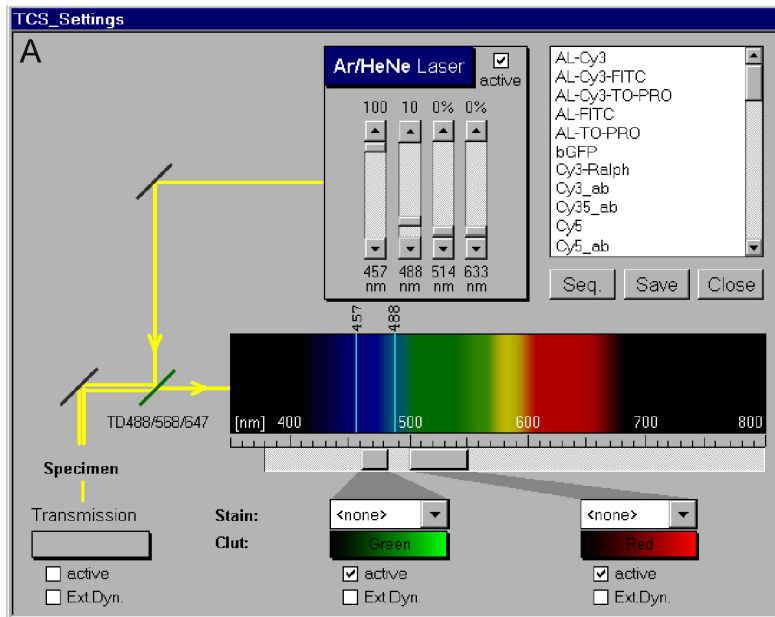 TCS_Settings
A
Ar/HeNe Laser
active
100 10 0% 0%
457 488 514 633
nm nm nm nm
AL-Cy3
AL-Cy3-FITC
AL-Cy3-TO-PRO
AL-FITC
AL-TO-PRO
bGFP
Cy3-Ralph
Cy3_ab
Cy35_ab
Cy5
Cy5_ab
Seq. Save Close
457 488
[nm] 400 500 600 700 800
TD488/568/647
Specimen
Transmission
active
Ext.Dyn.
Stain: <none> <none>
Clut: Green Red
active active
Ext.Dyn. Ext.Dyn.